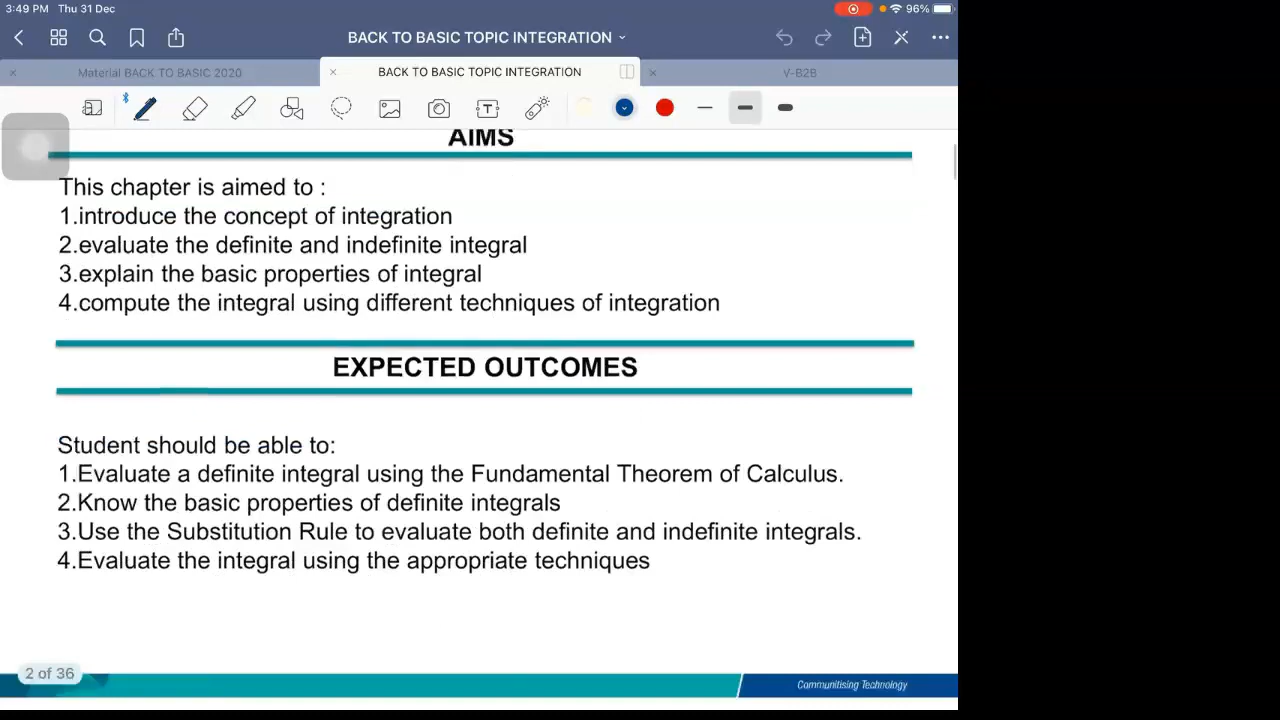 3:49 PM Thu 31 Dec
96%
BACK TO BASIC TOPIC INTEGRATION
Material BACK TO BASIC 2020
BACK TO BASIC TOPIC INTEGRATION
V-B2B
AIMS
This chapter is aimed to :
1.introduce the concept of integration
2.evaluate the definite and indefinite integral
3.explain the basic properties of integral
4.compute the integral using different techniques of integration
EXPECTED OUTCOMES
Student should be able to:
1.Evaluate a definite integral using the Fundamental Theorem of Calculus.
2.Know the basic properties of definite integrals
3.Use the Substitution Rule to evaluate both definite and indefinite integrals.
4.Evaluate the integral using the appropriate techniques
2 of 36
Communitising Technology